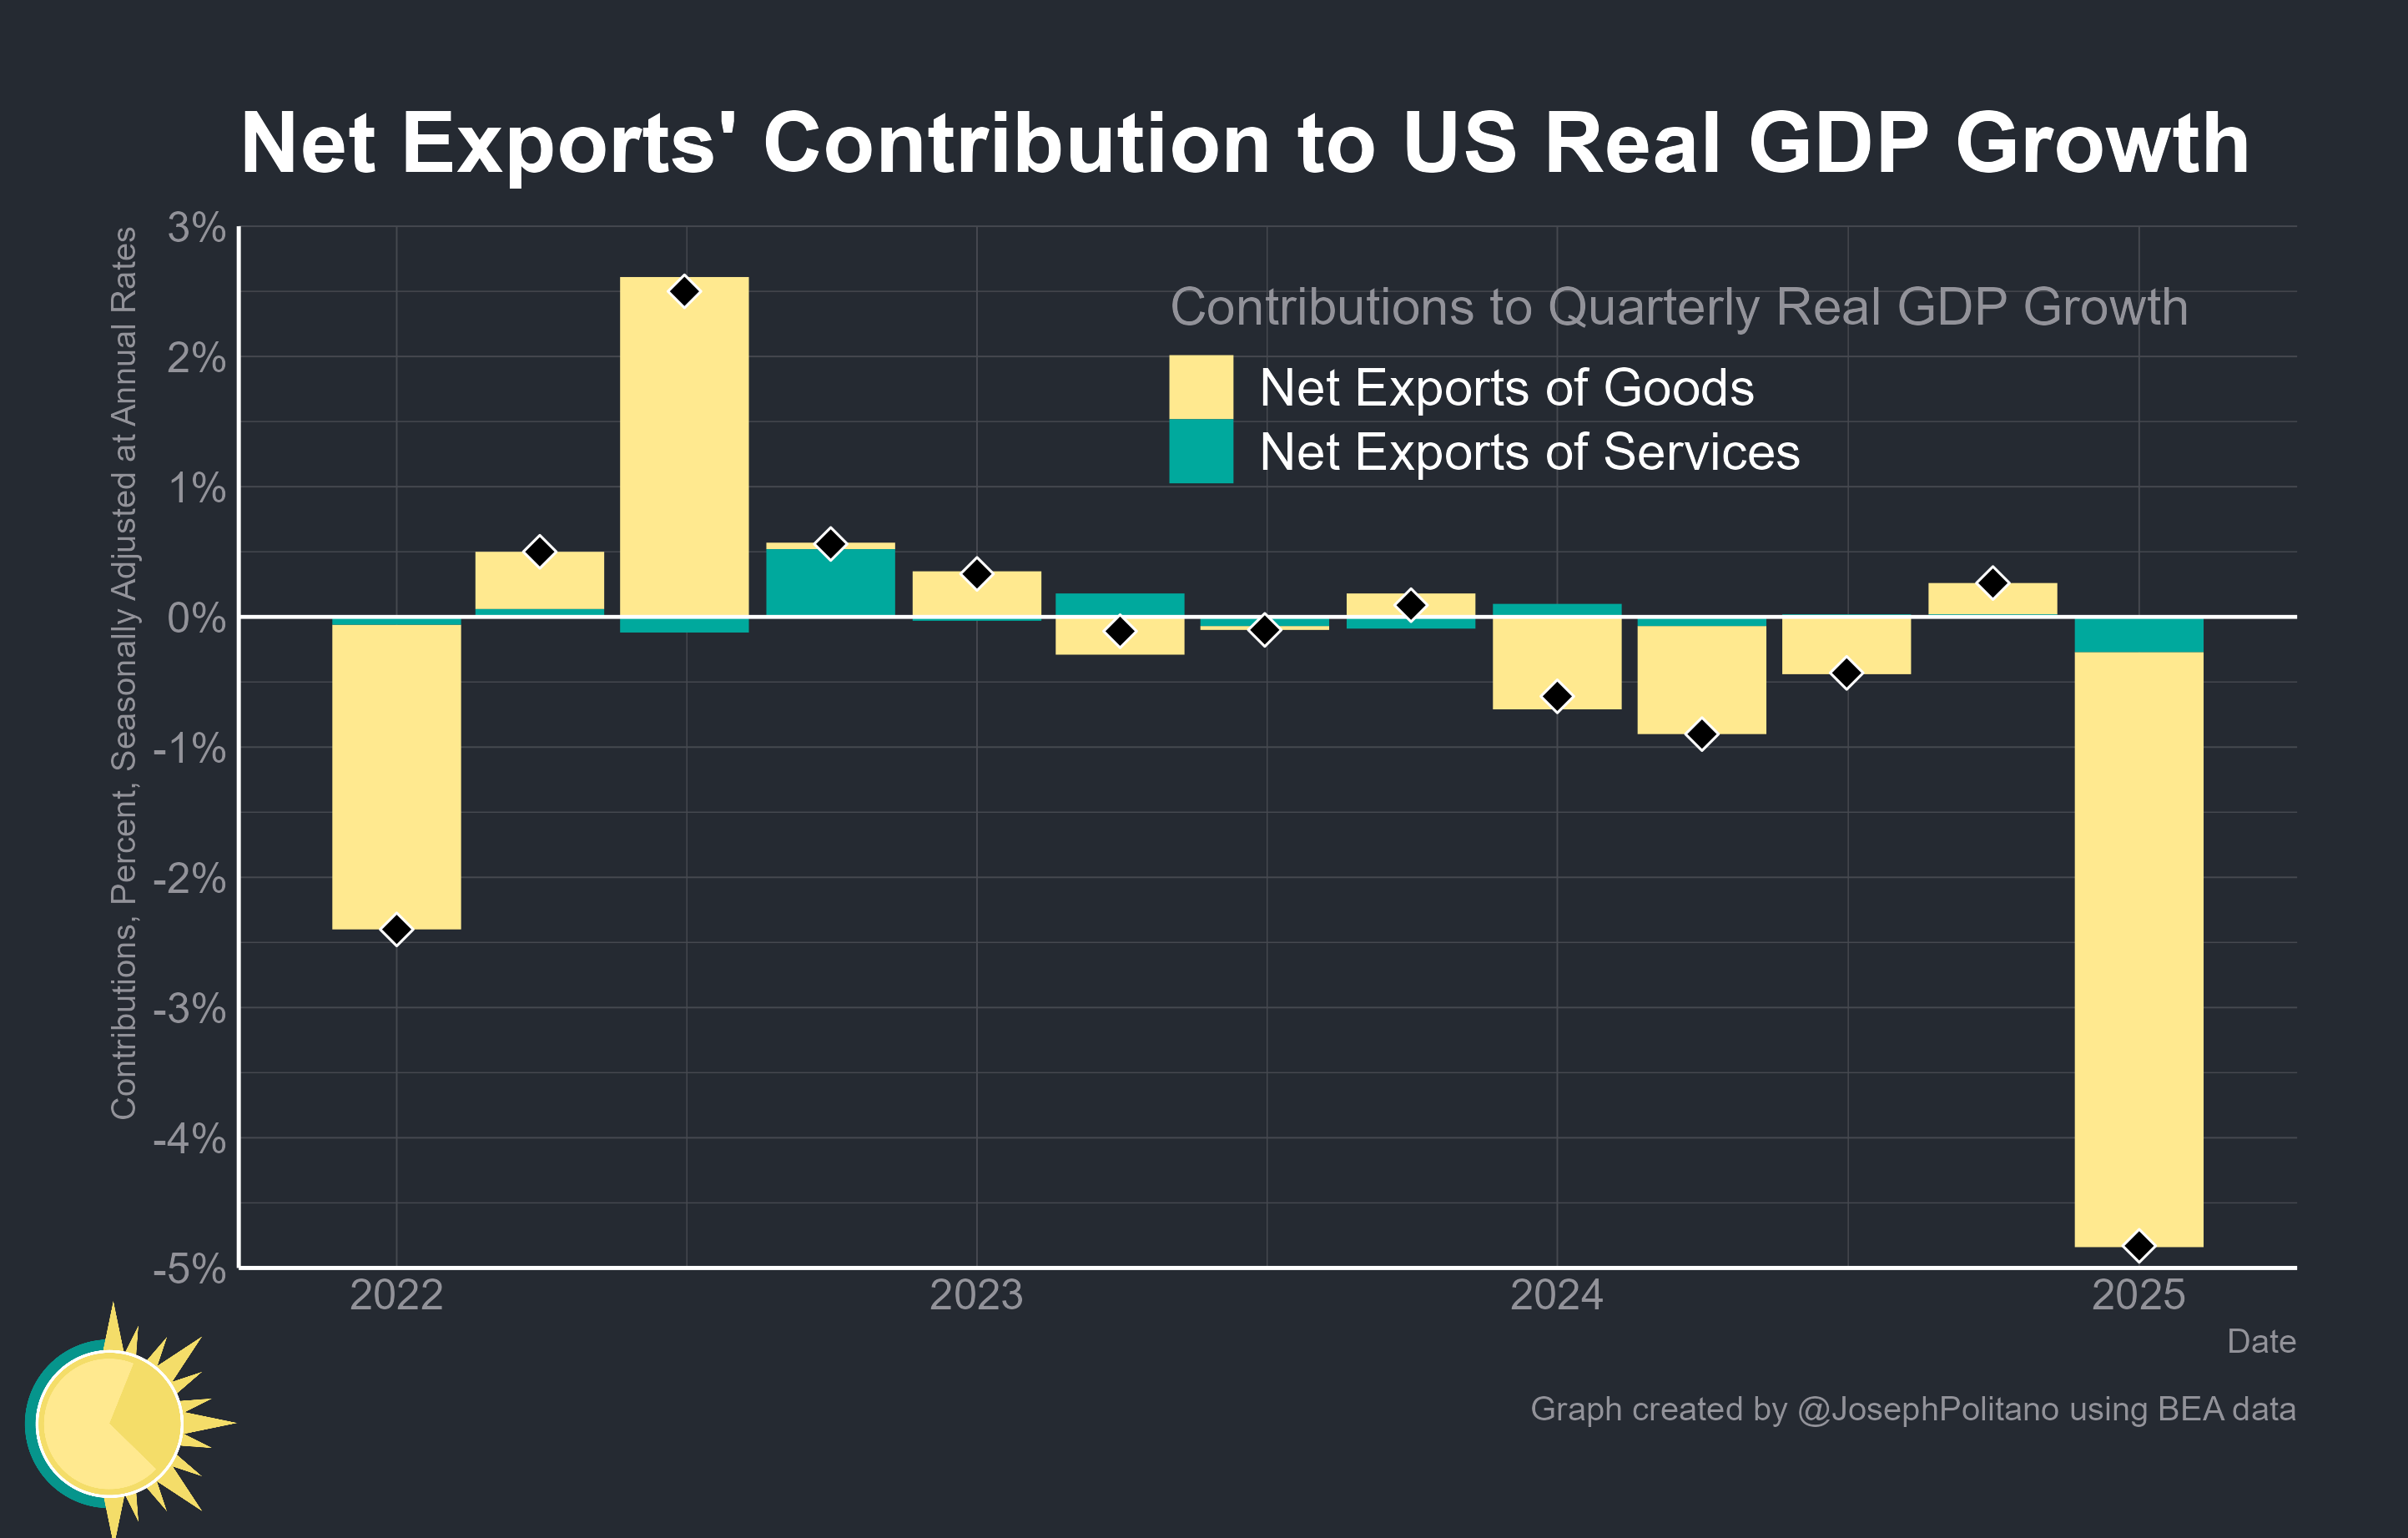 Net Exports' Contribution to US Real GDP Growth
Contributions, Percent, Seasonally Adjusted at Annual Rates
3%
2%
1%
0%
-1%
-2%
-3%
-4%
-5%
Contributions to Quarterly Real GDP Growth
Net Exports of Goods
Net Exports of Services
2022
2023
2024
2025
Date
Graph created by @JosephPolitano using BEA data